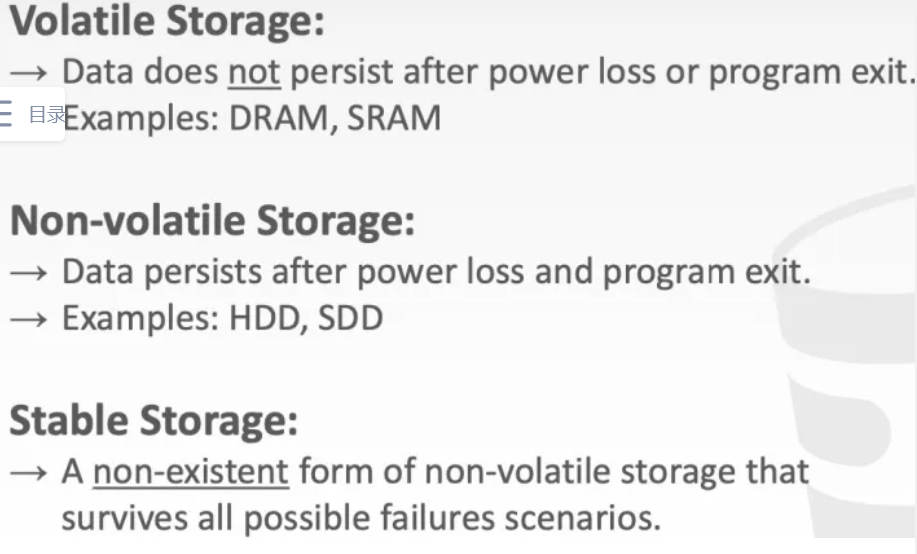 Volatile Storage:
→ Data does not persist after power loss or program exit.
目录
Examples: DRAM, SRAM
Non-volatile Storage:
→ Data persists after power loss and program exit.
→ Examples: HDD, SDD
Stable Storage:
→ A non-existent form of non-volatile storage that
survives all possible failures scenarios.